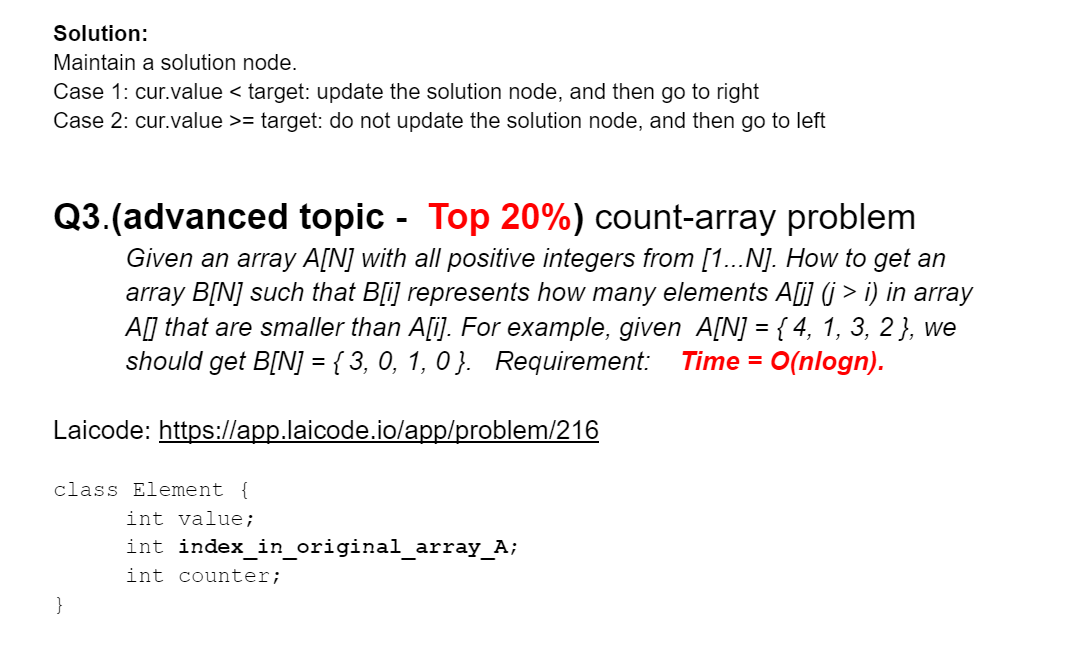 Solution:
Maintain a solution node.
Case 1: cur.value < target: update the solution node, and then go to right
Case 2: cur.value >= target: do not update the solution node, and then go to left
Q3.(advanced topic - Top 20%) count-array problem
Given an array A[N] with all positive integers from [1...N]. How to get an
array B[N] such that B[i] represents how many elements A[j] (j > i) in array
A[] that are smaller than A[i]. For example, given A[N] = { 4, 1, 3, 2 }, we
should get B[N] = { 3, 0, 1, 0 }. Requirement: Time = O(nlogn).
Laicode: https://app.laicode.io/app/problem/216
class Element {
int value;
int index_in_original_array_A;
int counter;
}